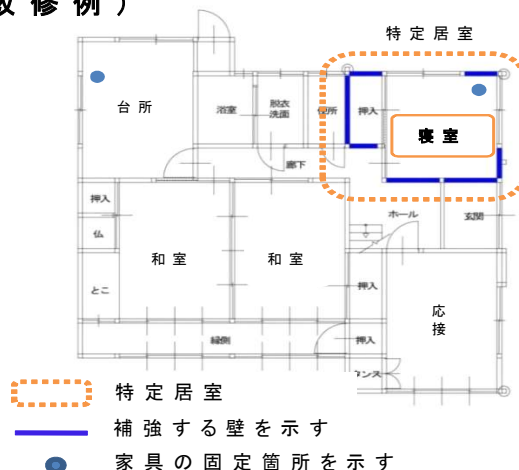 改修例）
特定居室
台所
浴室
脱衣
洗面
便所
押入
寝室
廊下
押入
ホール
玄関
仏
和室
和室
とこ
押入
応接
縁側
押入
タンス
特定居室
補強する壁を示す
家具の固定箇所を示す